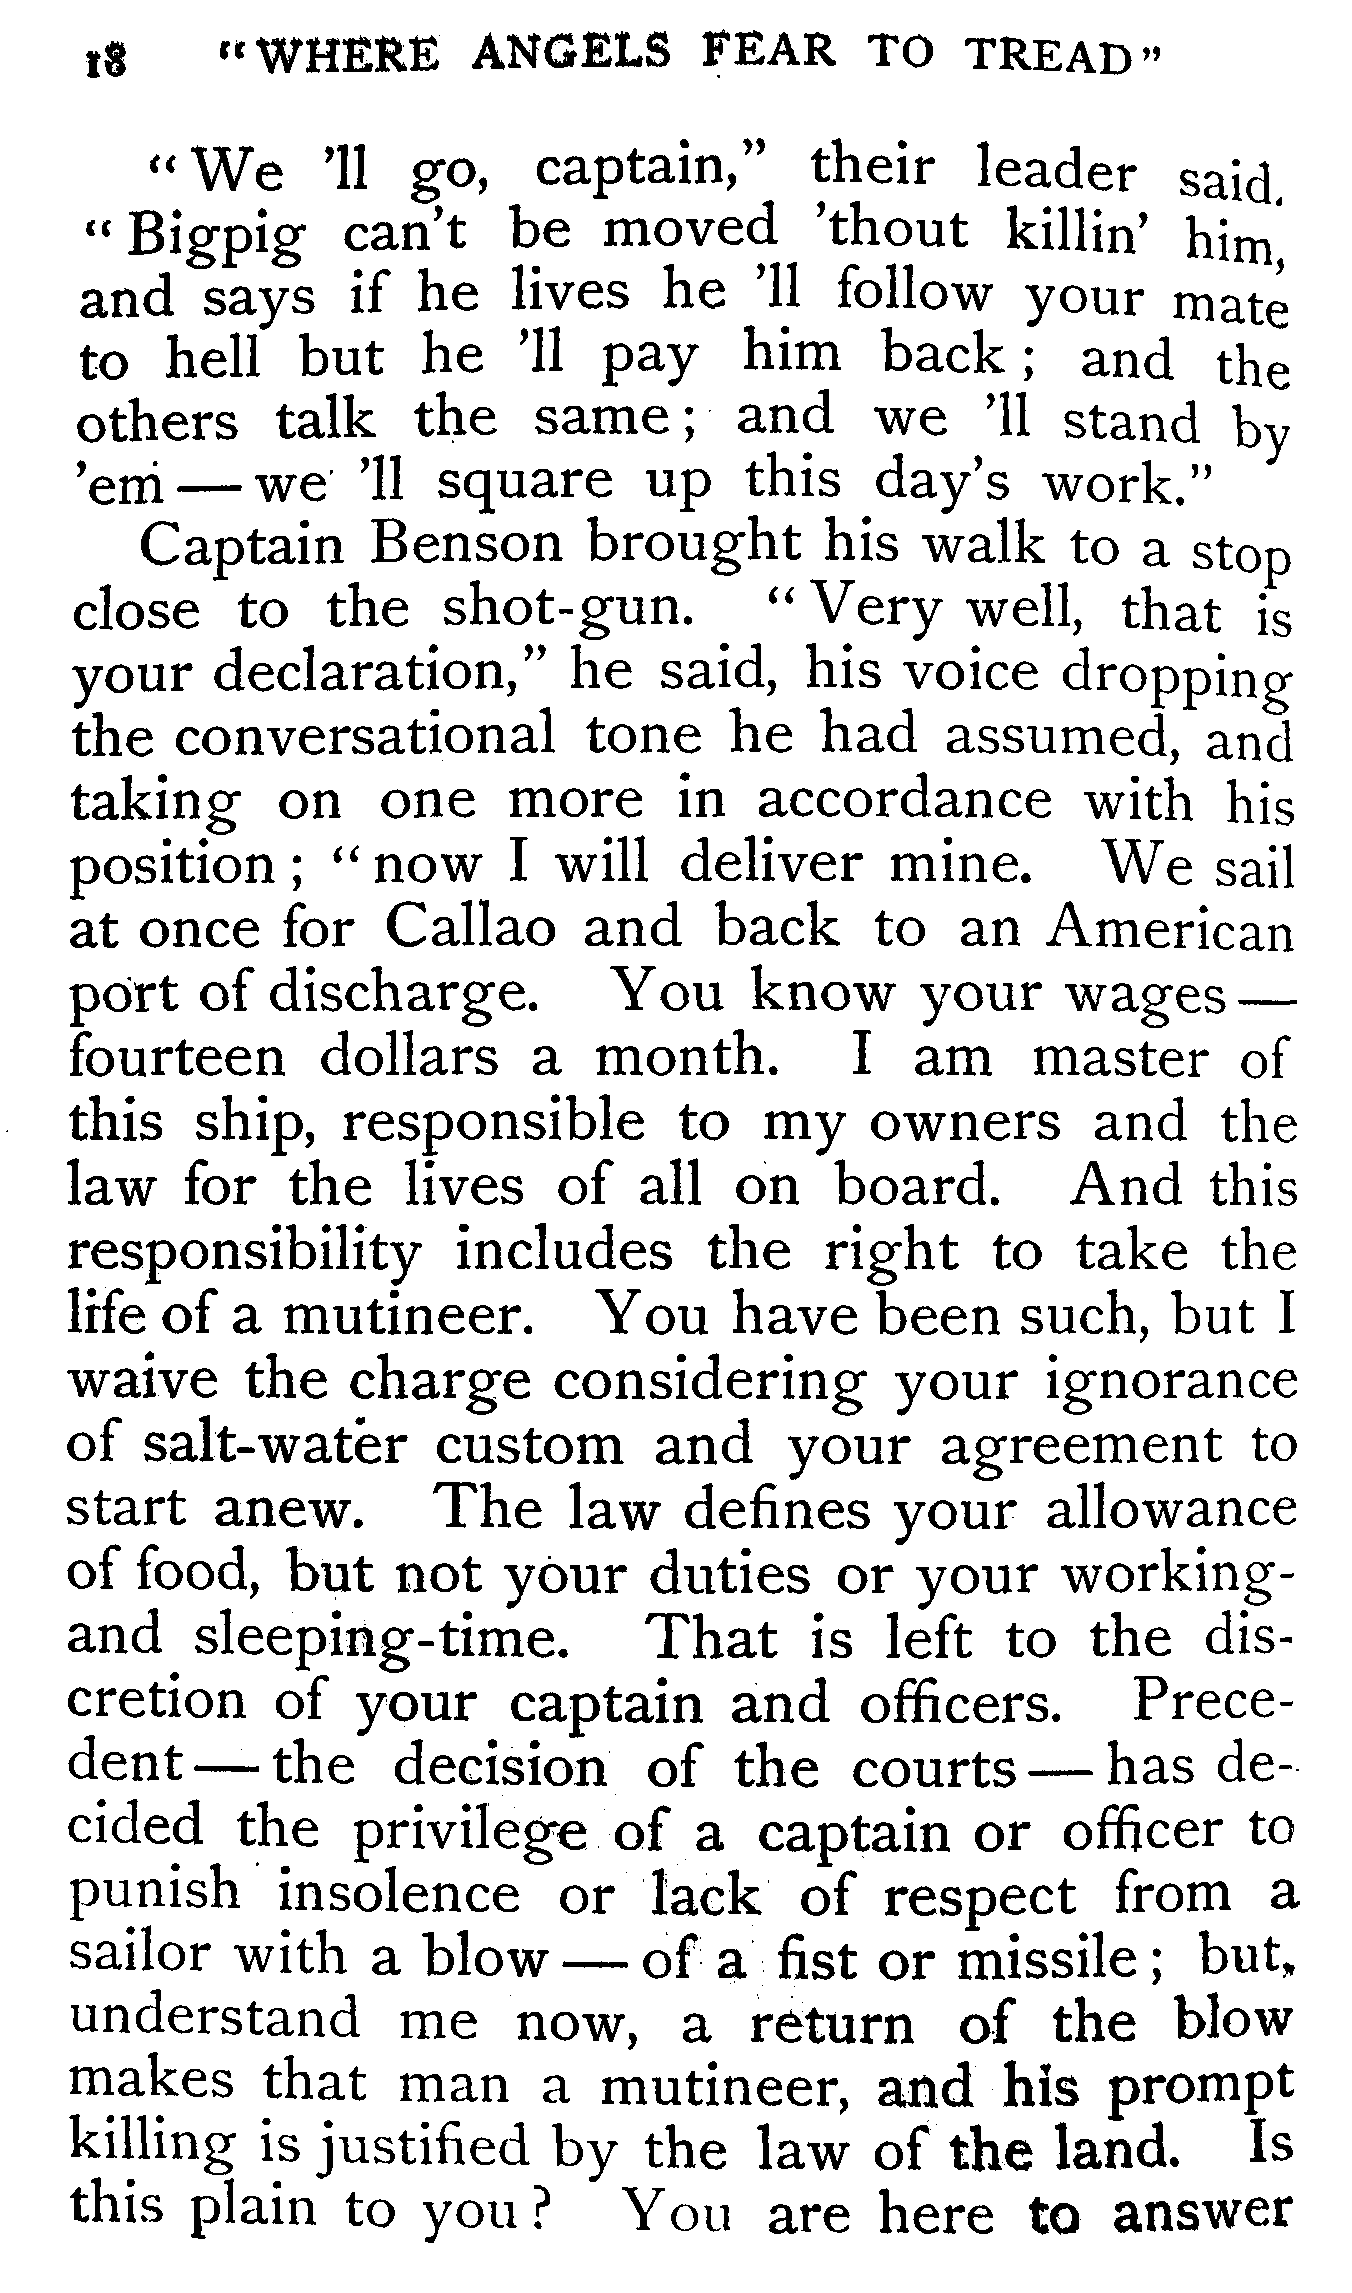 18 "WHERE ANGELS FEAR TO TREAD"
"We 'll go, captain," their leader said.
"Bigpig can't be moved 'thout killin' him,
and says if he lives he 'll follow your mate
to hell but he 'll pay him back; and the
others talk the same; and we 'll stand by
'em — we 'll square up this day's work."
Captain Benson brought his walk to a stop
close to the shot-gun. "Very well, that is
your declaration," he said, his voice dropping
the conversational tone he had assumed, and
taking on one more in accordance with his
position; "now I will deliver mine. We sail
at once for Callao and back to an American
port of discharge. You know your wages —
fourteen dollars a month. I am master of
this ship, responsible to my owners and the
law for the lives of all on board. And this
responsibility includes the right to take the
life of a mutineer. You have been such, but I
waive the charge considering your ignorance
of salt-water custom and your agreement to
start anew. The law defines your allowance
of food, but not your duties or your working-
and sleeping-time. That is left to the dis-
cretion of your captain and officers. Prece-
dent — the decision of the courts — has de-
cided the privilege of a captain or officer to
punish insolence or lack of respect from a
sailor with a blow — of a fist or missile; but,
understand me now, a return of the blow
makes that man a mutineer, and his prompt
killing is justified by the law of the land. Is
this plain to you? You are here to answer